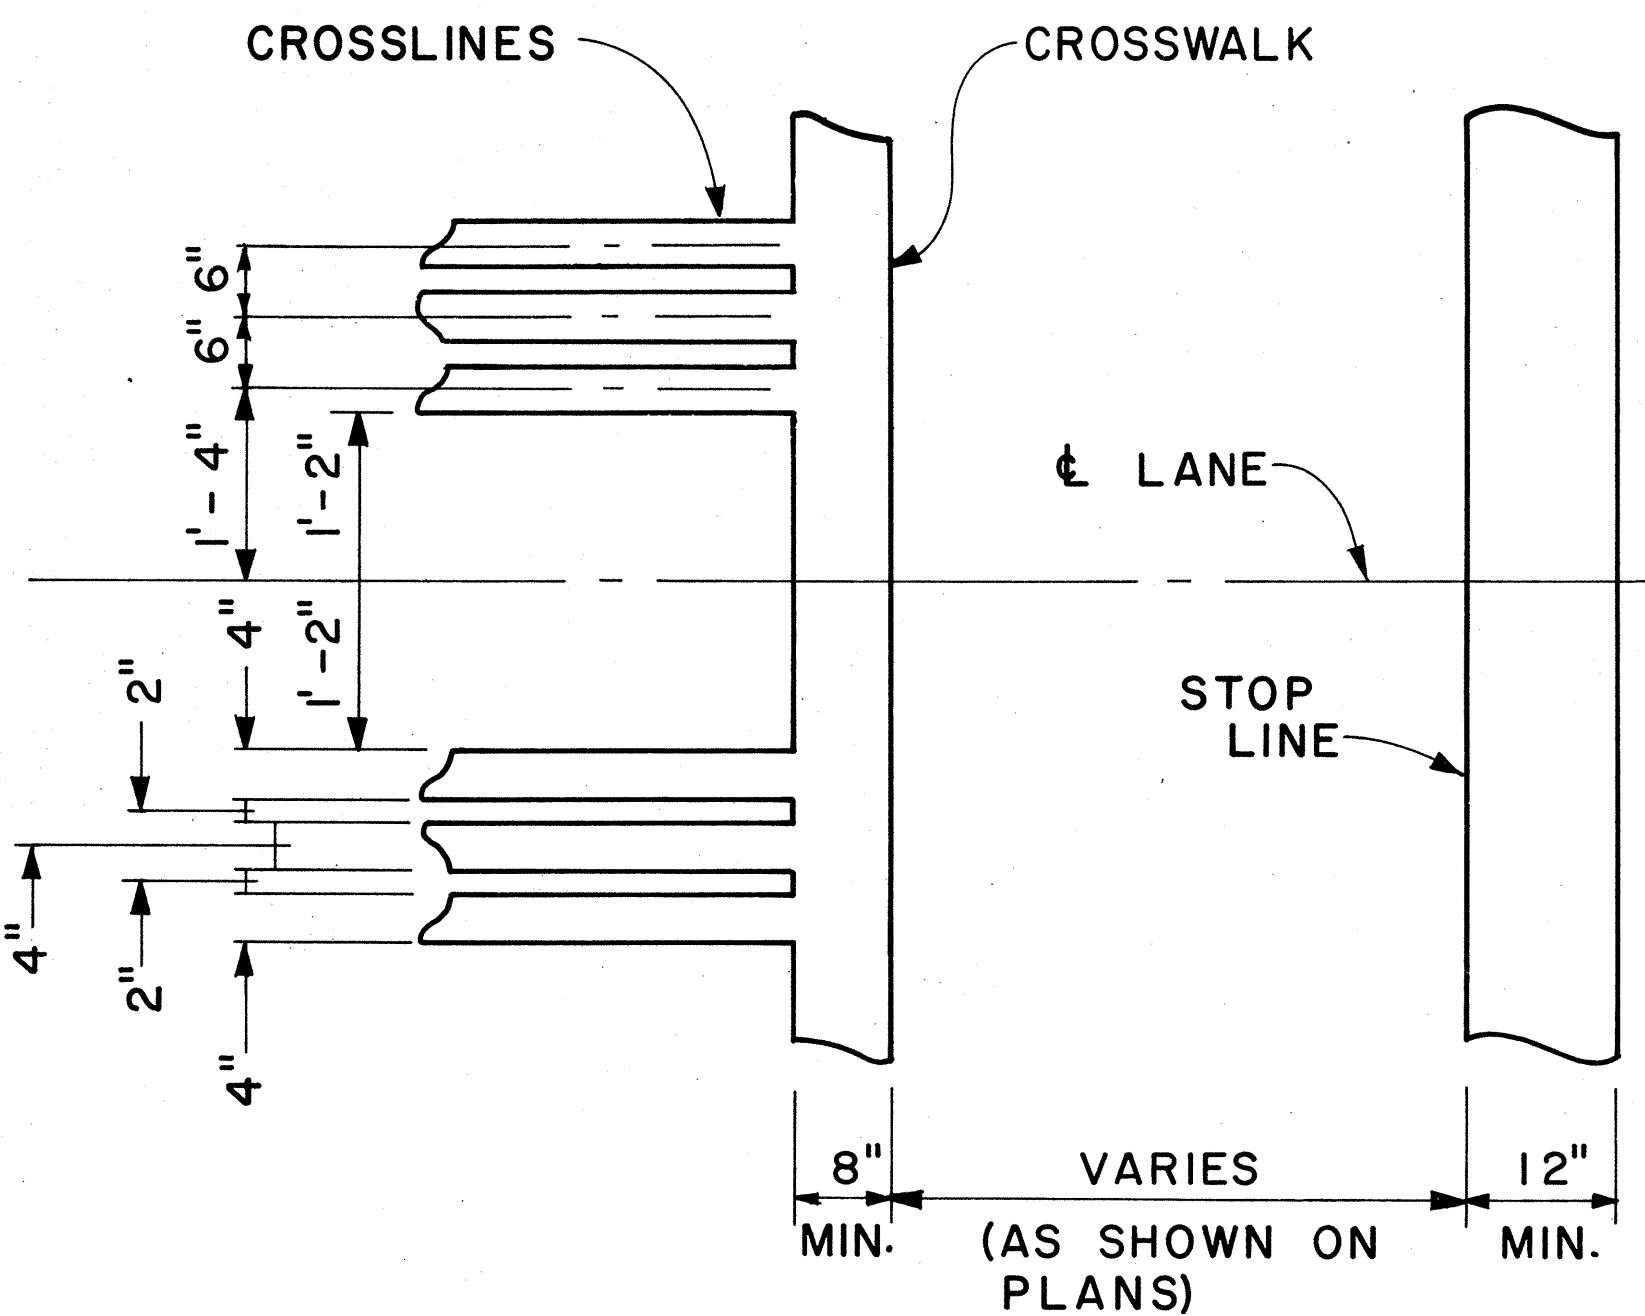 CROSSLINES
CROSSWALK
6"
6"
1'-4"
1'-2"
℄ LANE
4"
1'-2"
2"
STOP
LINE
4"
2"
4"
8"
MIN.
VARIES
(AS SHOWN ON
PLANS)
12"
MIN.